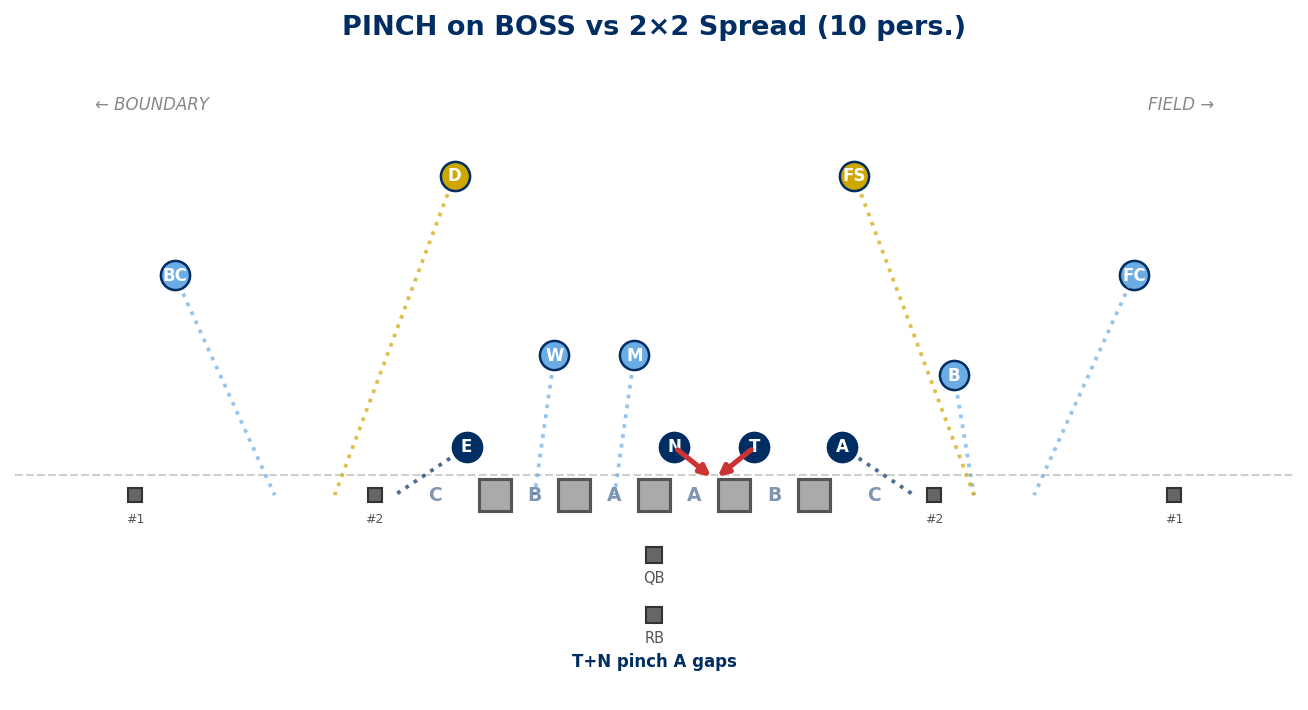 PINCH on BOSS vs 2×2 Spread (10 pers.)
← BOUNDARY
FIELD →
D
FS
BC
FC
W
M
B
E
N
T
A
C
B
A
A
B
C
#1
#2
#2
#1
QB
RB
T+N pinch A gaps